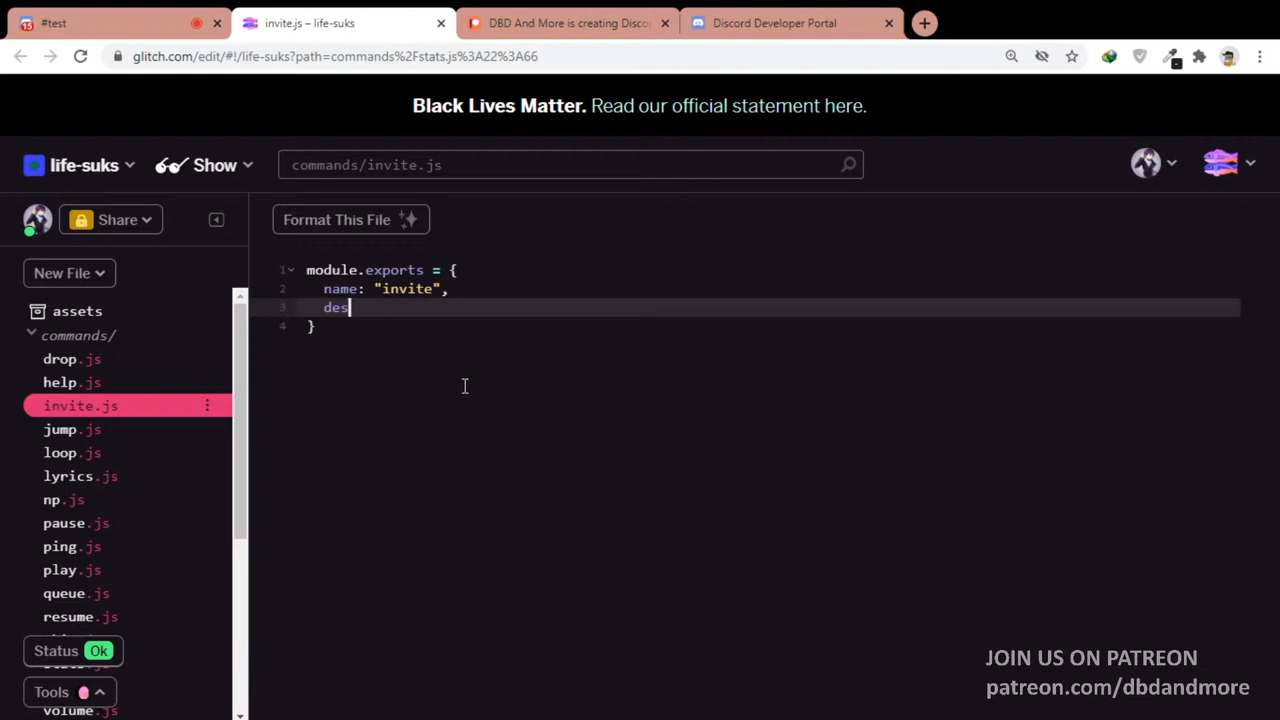 #test
invite.js – life-suks
DBD And More is creating Disco
Discord Developer Portal
15
glitch.com/edit/#!/life-suks?path=commands%2Fstats.js%3A22%3A66
Black Lives Matter. Read our official statement here.
life-suks
Show
commands/invite.js
Share
Format This File
New File
assets
commands/
drop.js
help.js
invite.js
jump.js
loop.js
lyrics.js
np.js
pause.js
ping.js
play.js
queue.js
resume.js
volume.js
Status Ok
Tools
1 module.exports = {
2 name: "invite",
3 des
4 }
JOIN US ON PATREON
patreon.com/dbdandmore